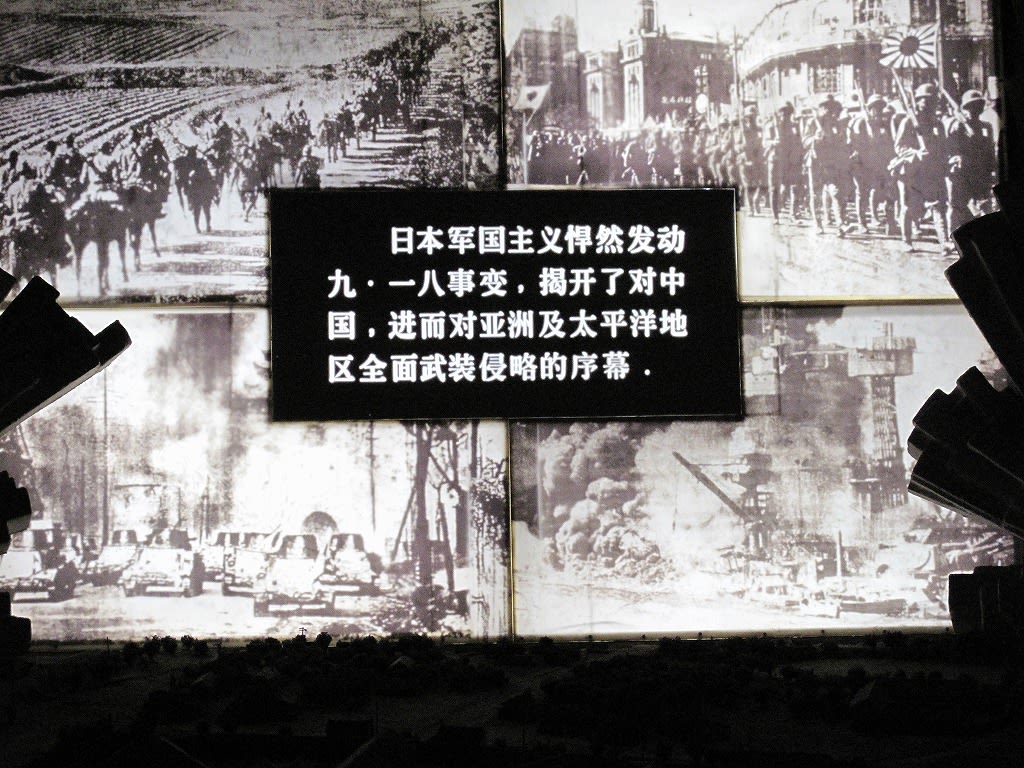 日本军国主义悍然发动
九·一八事变，揭开了对中
国，进而对亚洲及太平洋地
区全面武装侵略的序幕．